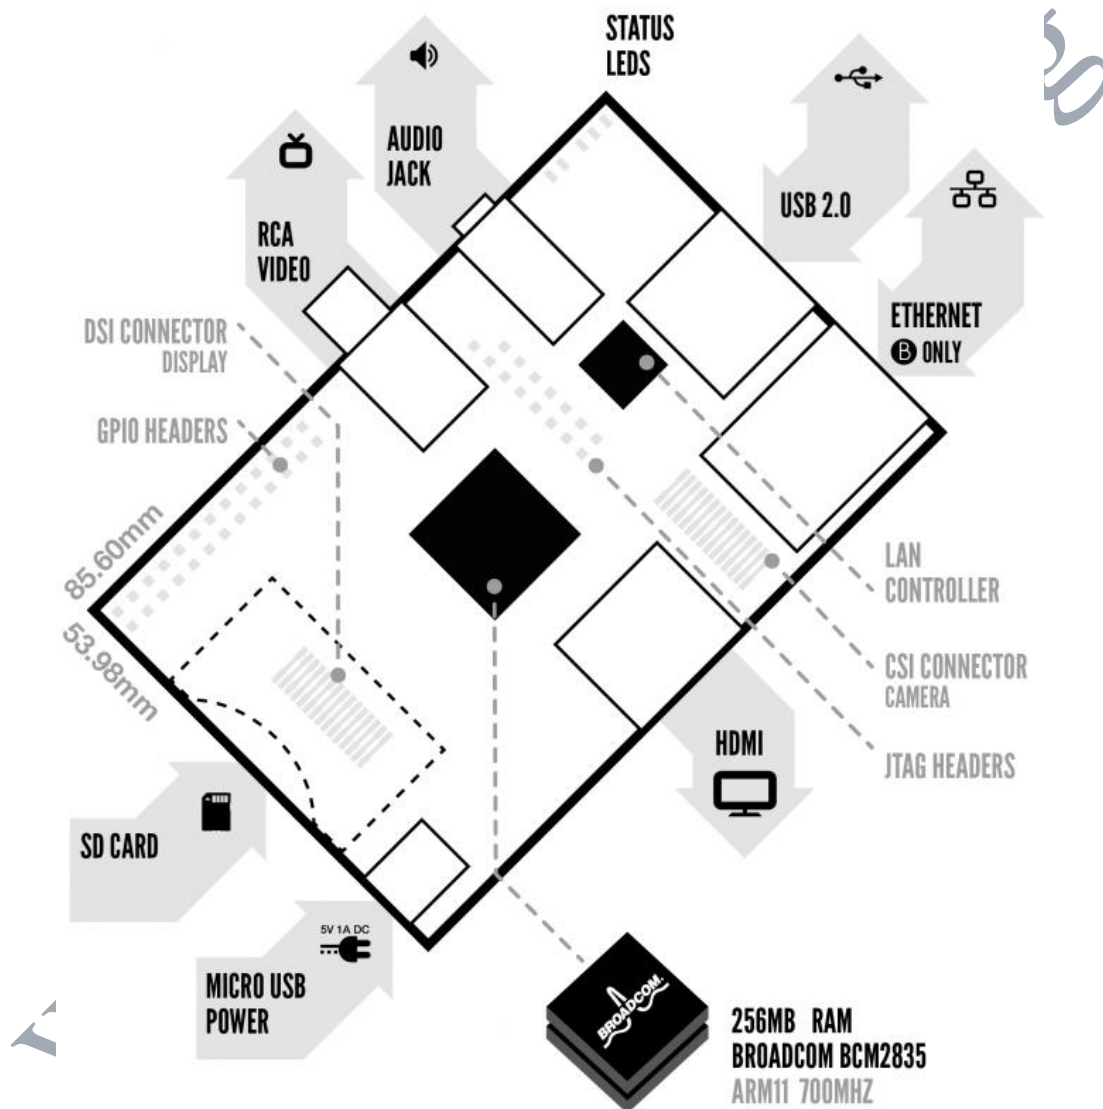 STATUS
LEDS
AUDIO
JACK
USB 2.0
RCA
VIDEO
ETHERNET
B ONLY
DSI CONNECTOR
DISPLAY
GPIO HEADERS
85.60mm
53.98mm
LAN
CONTROLLER
CSI CONNECTOR
CAMERA
JTAG HEADERS
HDMI
SD CARD
5V 1A DC
MICRO USB
POWER
BROADCOM.
256MB RAM
BROADCOM BCM2835
ARM11 700MHZ